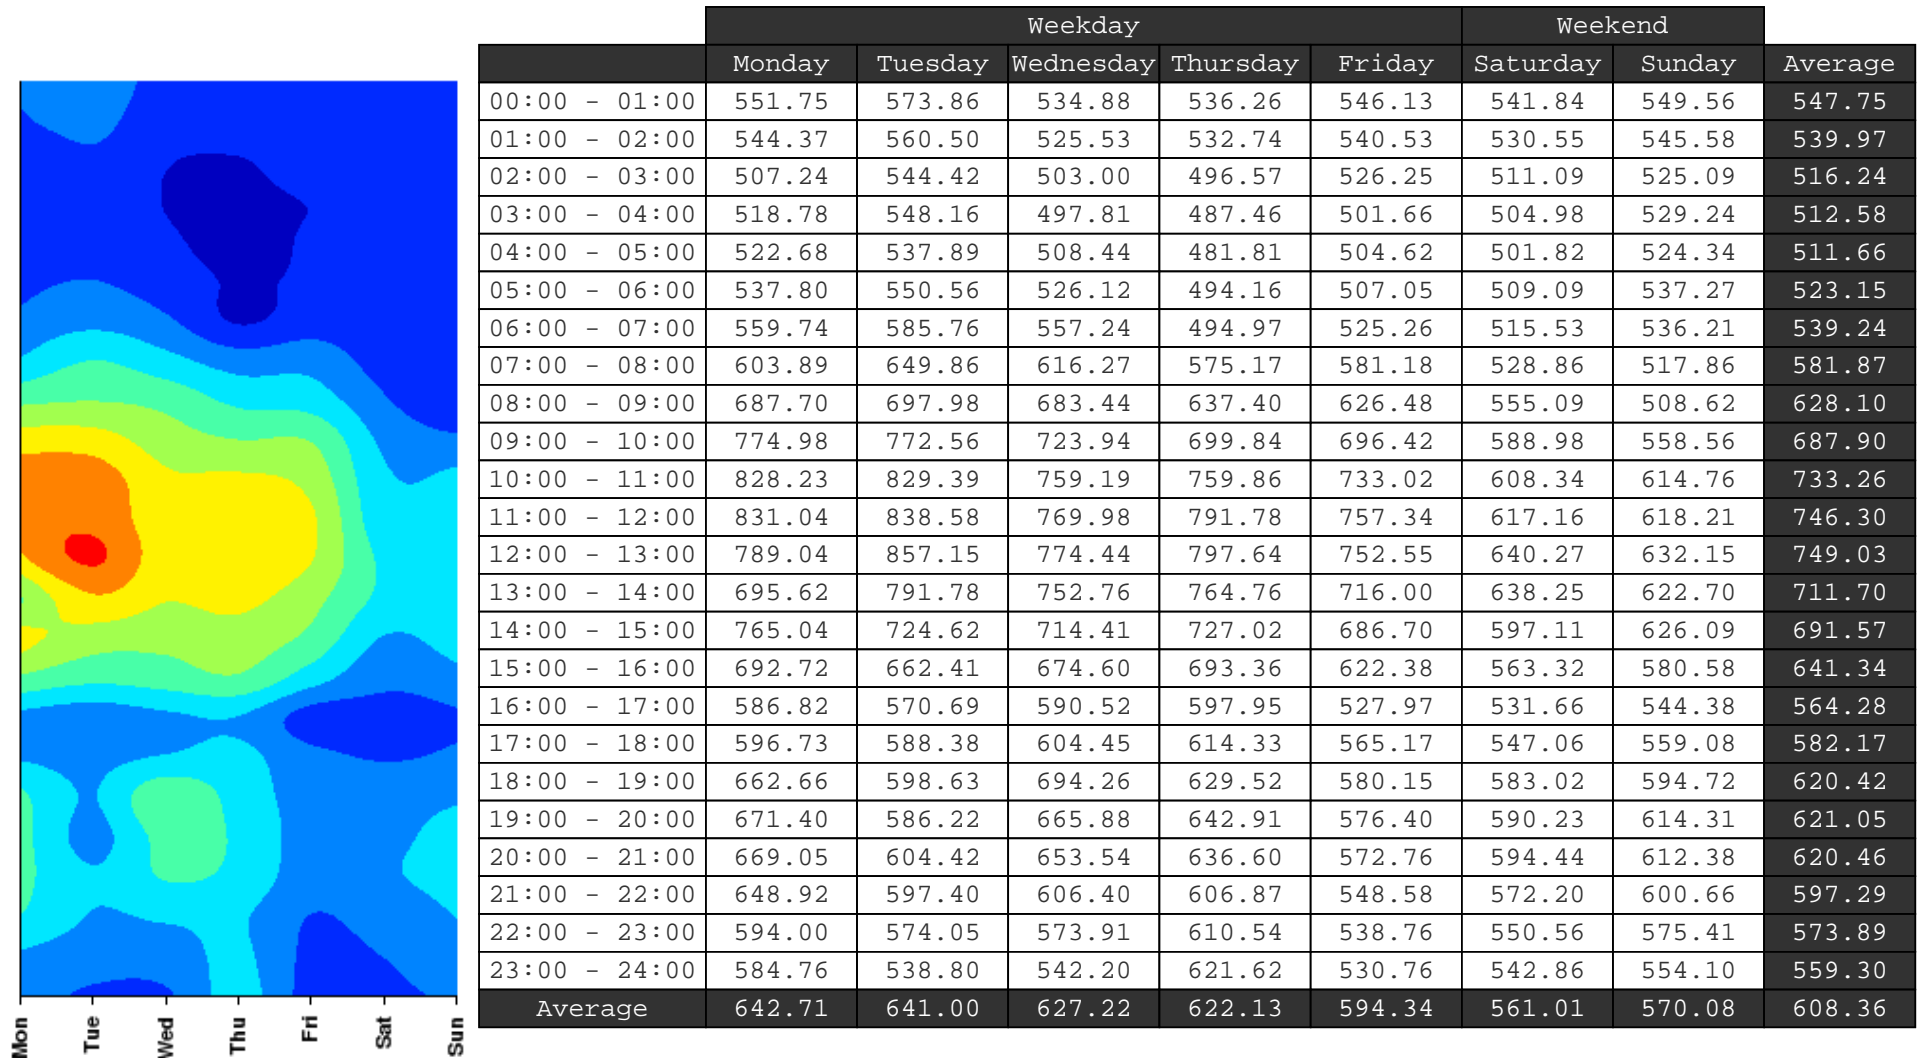 Weekday Weekend
Monday Tuesday Wednesday Thursday Friday Saturday Sunday Average
00:00 - 01:00 551.75 573.86 534.88 536.26 546.13 541.84 549.56 547.75
01:00 - 02:00 544.37 560.50 525.53 532.74 540.53 530.55 545.58 539.97
02:00 - 03:00 507.24 544.42 503.00 496.57 526.25 511.09 525.09 516.24
03:00 - 04:00 518.78 548.16 497.81 487.46 501.66 504.98 529.24 512.58
04:00 - 05:00 522.68 537.89 508.44 481.81 504.62 501.82 524.34 511.66
05:00 - 06:00 537.80 550.56 526.12 494.16 507.05 509.09 537.27 523.15
06:00 - 07:00 559.74 585.76 557.24 494.97 525.26 515.53 536.21 539.24
07:00 - 08:00 603.89 649.86 616.27 575.17 581.18 528.86 517.86 581.87
08:00 - 09:00 687.70 697.98 683.44 637.40 626.48 555.09 508.62 628.10
09:00 - 10:00 774.98 772.56 723.94 699.84 696.42 588.98 558.56 687.90
10:00 - 11:00 828.23 829.39 759.19 759.86 733.02 608.34 614.76 733.26
11:00 - 12:00 831.04 838.58 769.98 791.78 757.34 617.16 618.21 746.30
12:00 - 13:00 789.04 857.15 774.44 797.64 752.55 640.27 632.15 749.03
13:00 - 14:00 695.62 791.78 752.76 764.76 716.00 638.25 622.70 711.70
14:00 - 15:00 765.04 724.62 714.41 727.02 686.70 597.11 626.09 691.57
15:00 - 16:00 692.72 662.41 674.60 693.36 622.38 563.32 580.58 641.34
16:00 - 17:00 586.82 570.69 590.52 597.95 527.97 531.66 544.38 564.28
17:00 - 18:00 596.73 588.38 604.45 614.33 565.17 547.06 559.08 582.17
18:00 - 19:00 662.66 598.63 694.26 629.52 580.15 583.02 594.72 620.42
19:00 - 20:00 671.40 586.22 665.88 642.91 576.40 590.23 614.31 621.05
20:00 - 21:00 669.05 604.42 653.54 636.60 572.76 594.44 612.38 620.46
21:00 - 22:00 648.92 597.40 606.40 606.87 548.58 572.20 600.66 597.29
22:00 - 23:00 594.00 574.05 573.91 610.54 538.76 550.56 575.41 573.89
23:00 - 24:00 584.76 538.80 542.20 621.62 530.76 542.86 554.10 559.30
Average 642.71 641.00 627.22 622.13 594.34 561.01 570.08 608.36
Mon Tue Wed Thu Fri Sat Sun